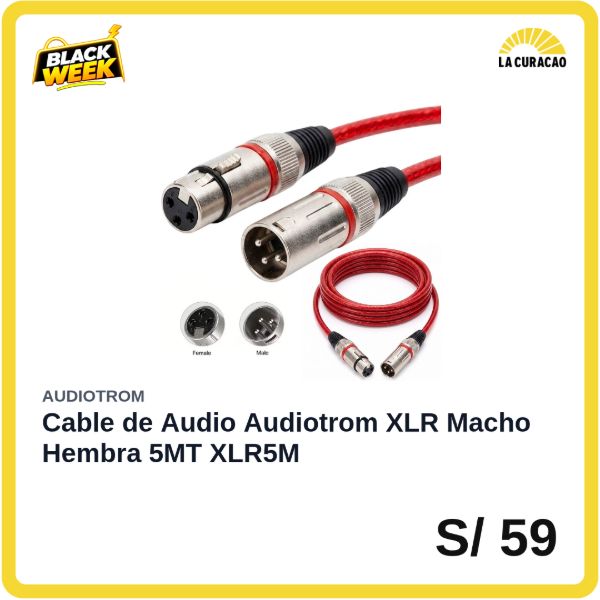 BLACK
WEEK
LA CURACAO
Female
Male
AUDIOTROM
Cable de Audio Audiotrom XLR Macho
Hembra 5MT XLR5M
S/ 59